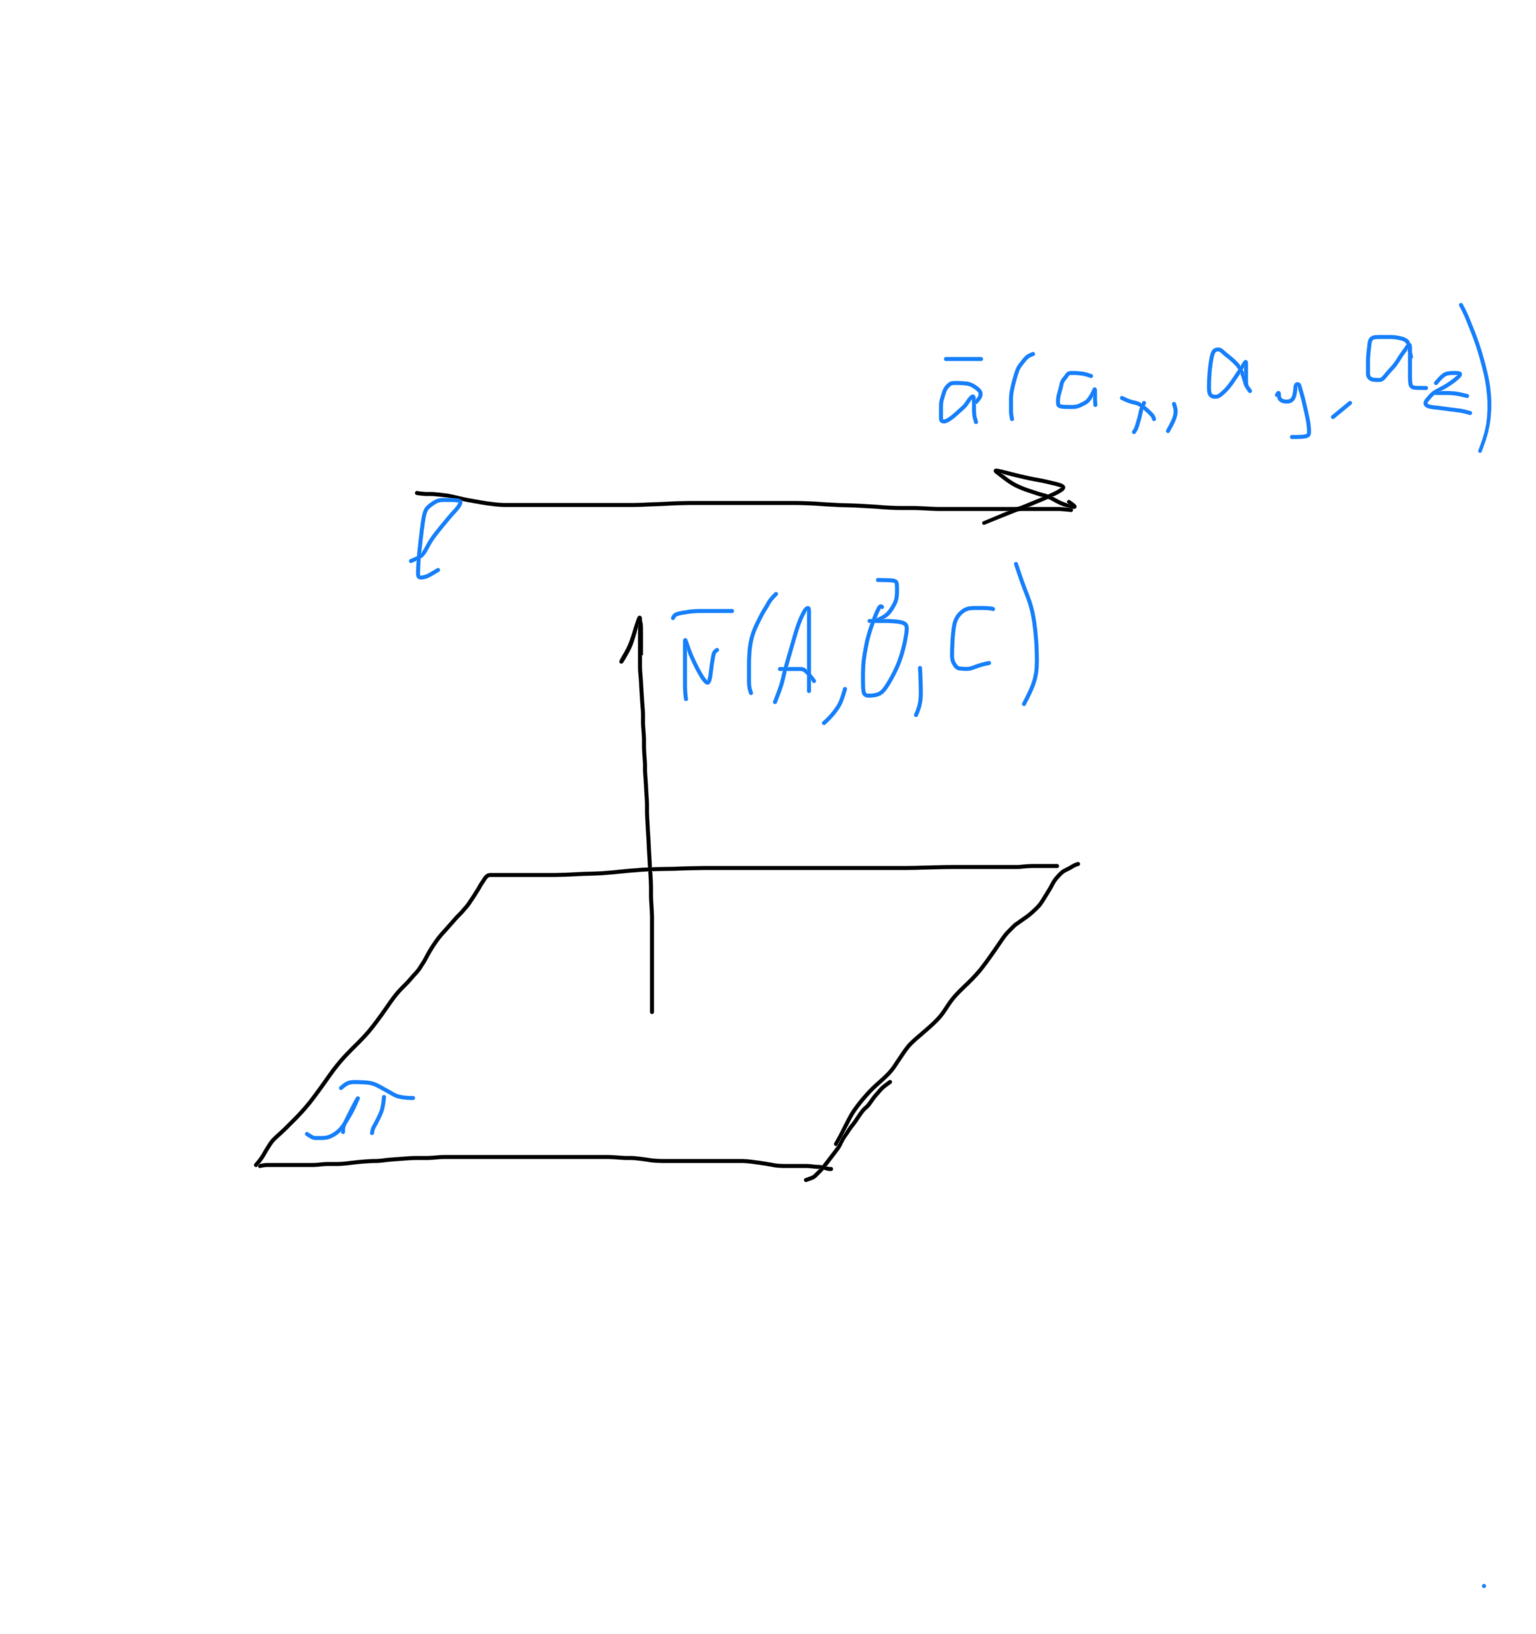 a̅(aₓ, a_y, a_z)
ℓ
N̅(A, B, C)
π